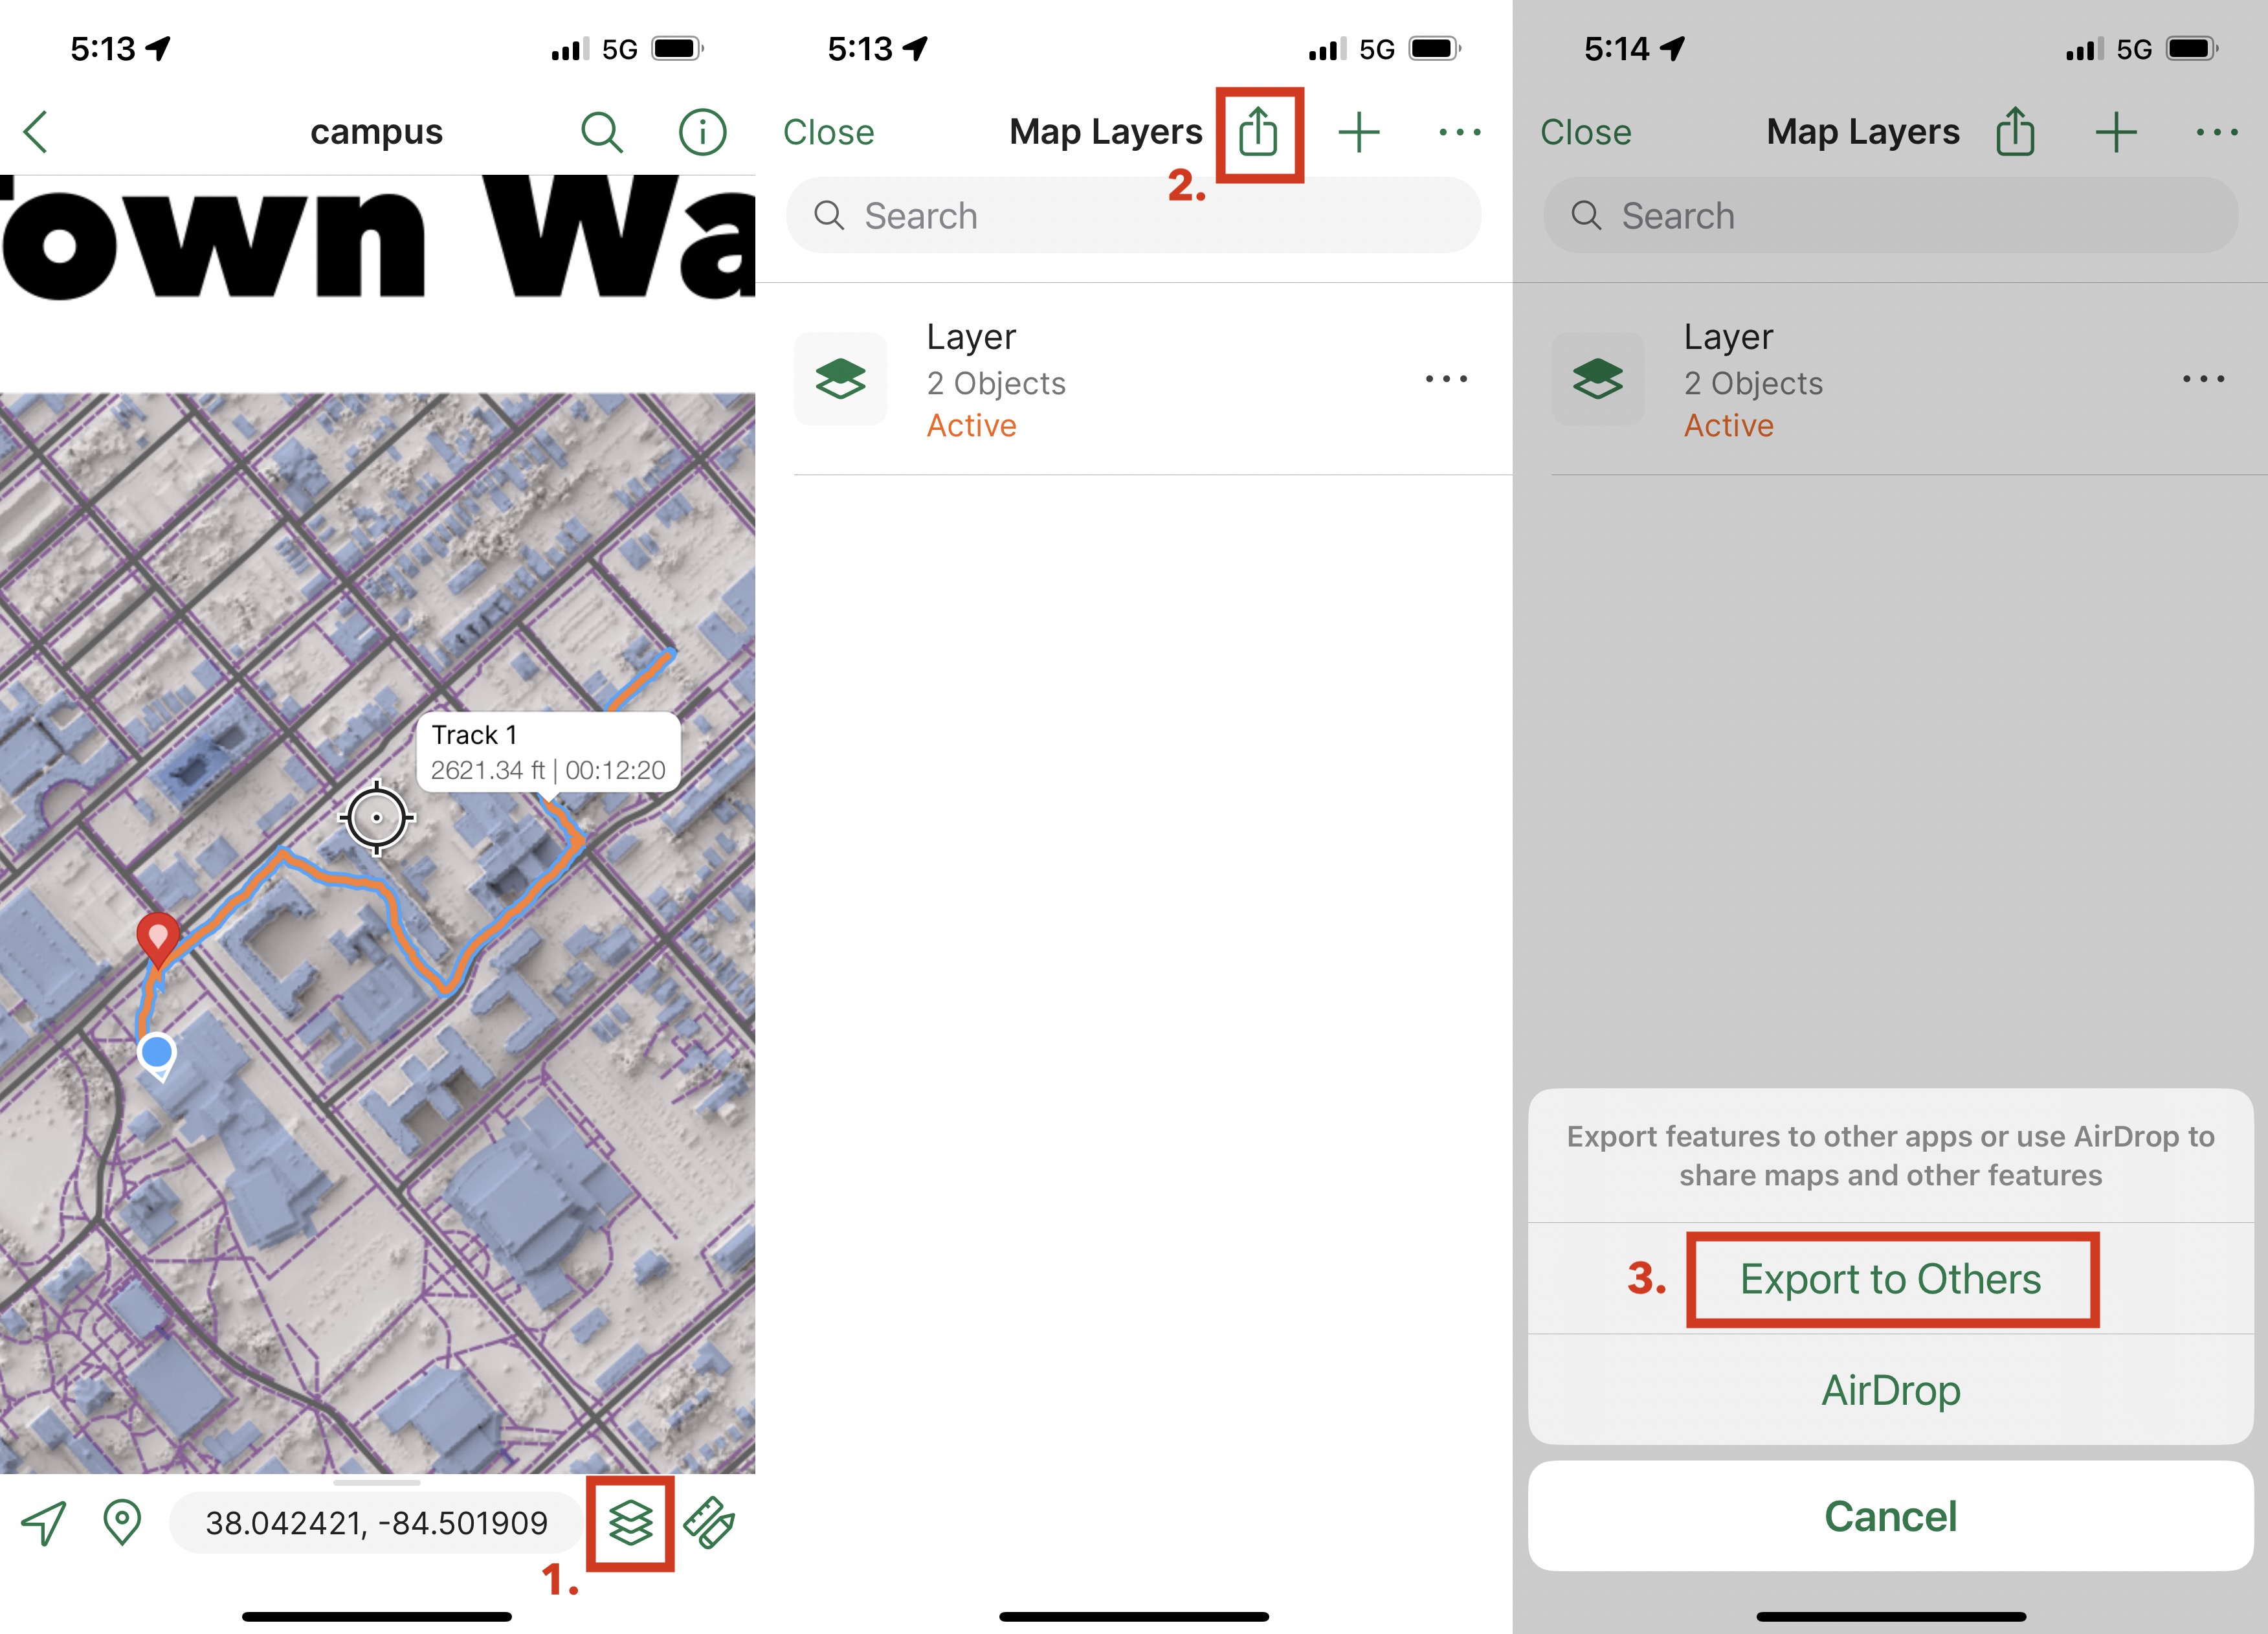 5:13
5G
campus
own Wa
Track 1
2621.34 ft | 00:12:20
38.042421, -84.501909
1.
5:13
5G
Close
Map Layers
2.
Search
Layer
2 Objects
Active
5:14
5G
Close
Map Layers
Search
Layer
2 Objects
Active
Export features to other apps or use AirDrop to
share maps and other features
3.
Export to Others
AirDrop
Cancel